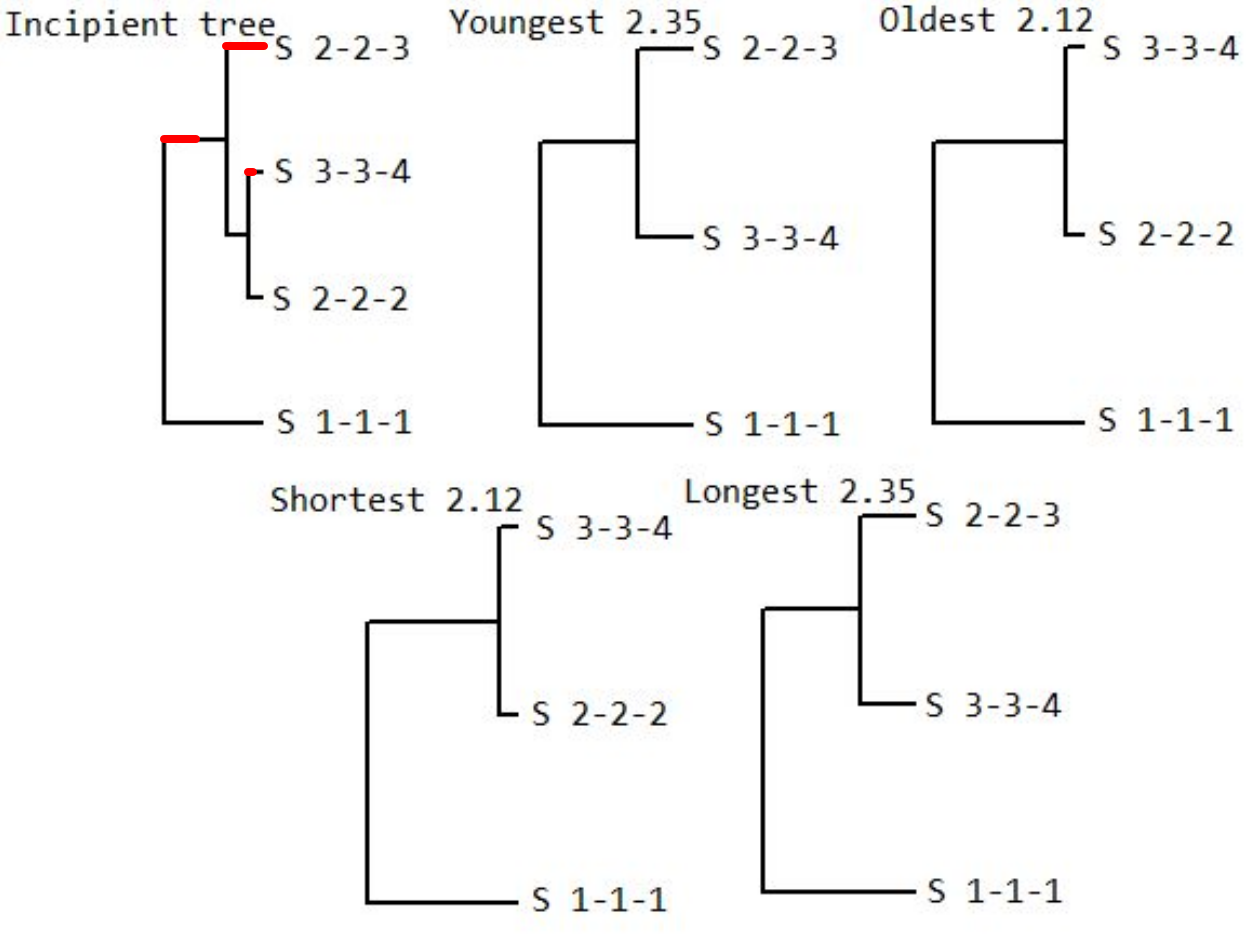 Incipient tree
S 2-2-3
S 3-3-4
S 2-2-2
S 1-1-1
Youngest 2.35
S 2-2-3
S 3-3-4
S 1-1-1
Oldest 2.12
S 3-3-4
S 2-2-2
S 1-1-1
Shortest 2.12
S 3-3-4
S 2-2-2
S 1-1-1
Longest 2.35
S 2-2-3
S 3-3-4
S 1-1-1